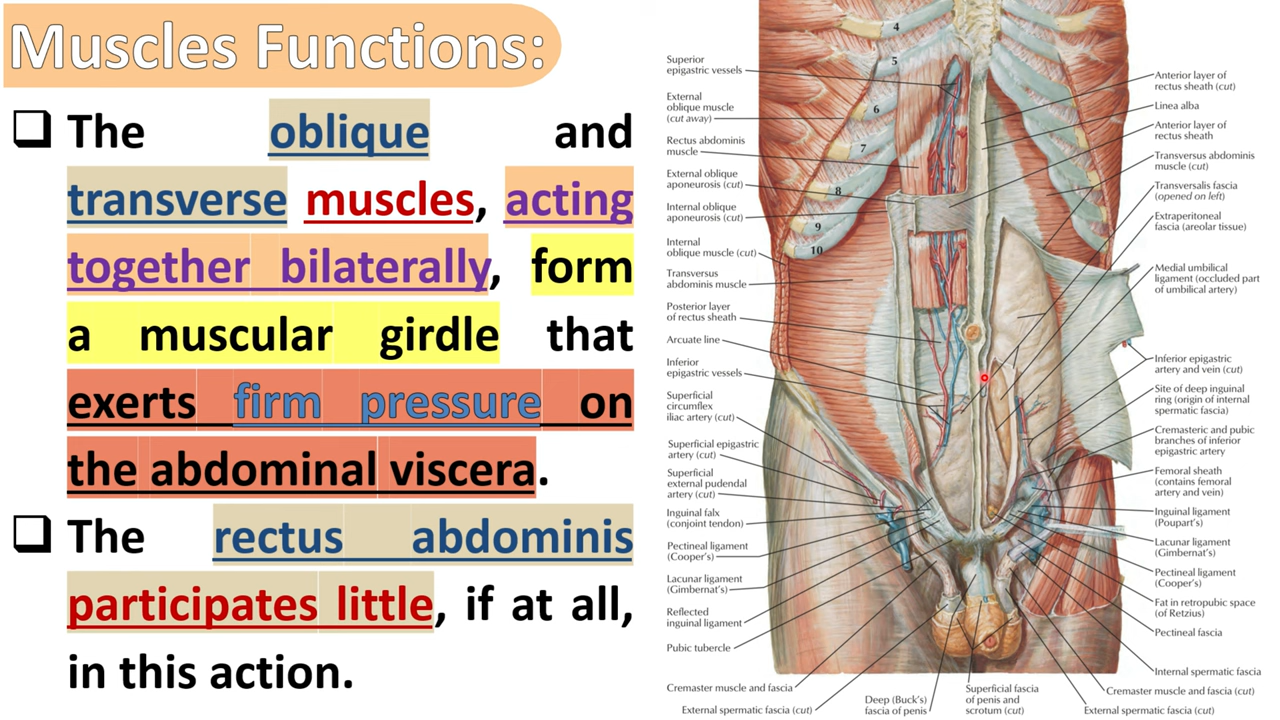 Muscles Functions:
The oblique and
transverse muscles, acting
together bilaterally, form
a muscular girdle that
exerts firm pressure on
the abdominal viscera.
The rectus abdominis
participates little, if at all,
in this action.
Superior
epigastric vessels
External
oblique muscle
(cut away)
Rectus abdominis
muscle
External oblique
aponeurosis (cut)
Internal oblique
aponeurosis (cut)
Internal
oblique muscle (cut)
Transversus
abdominis muscle
Posterior layer
of rectus sheath
Arcuate line
Inferior
epigastric vessels
Superficial
circumflex
iliac artery (cut)
Superficial epigastric
artery (cut)
Superficial
external pudendal
artery (cut)
Inguinal falx
(conjoint tendon)
Pectineal ligament
(Cooper's)
Lacunar ligament
(Gimbernat's)
Reflected
inguinal ligament
Pubic tubercle
Cremaster muscle and fascia
External spermatic fascia (cut)
4
5
6
7
8
9
10
Deep (Buck's)
fascia of penis
Superficial fascia
of penis and
scrotum (cut)
Anterior layer of
rectus sheath (cut)
Linea alba
Anterior layer of
rectus sheath
Transversus abdominis
muscle (cut)
Transversalis fascia
(opened on left)
Extraperitoneal
fascia (areolar tissue)
Medial umbilical
ligament (occluded part
of umbilical artery)
Inferior epigastric
artery and vein (cut)
Site of deep inguinal
ring (origin of internal
spermatic fascia)
Cremasteric and pubic
branches of inferior
epigastric artery
Femoral sheath
(contains femoral
artery and vein)
Inguinal ligament
(Poupart's)
Lacunar ligament
(Gimbernat's)
Pectineal ligament
(Cooper's)
Fat in retropubic space
(of Retzius)
Pectineal fascia
Internal spermatic fascia
Cremaster muscle and fascia (cut)
External spermatic fascia (cut)